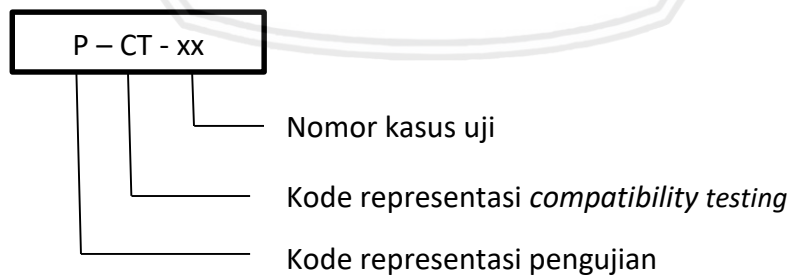 P – CT - xx
Nomor kasus uji
Kode representasi compatibility testing
Kode representasi pengujian